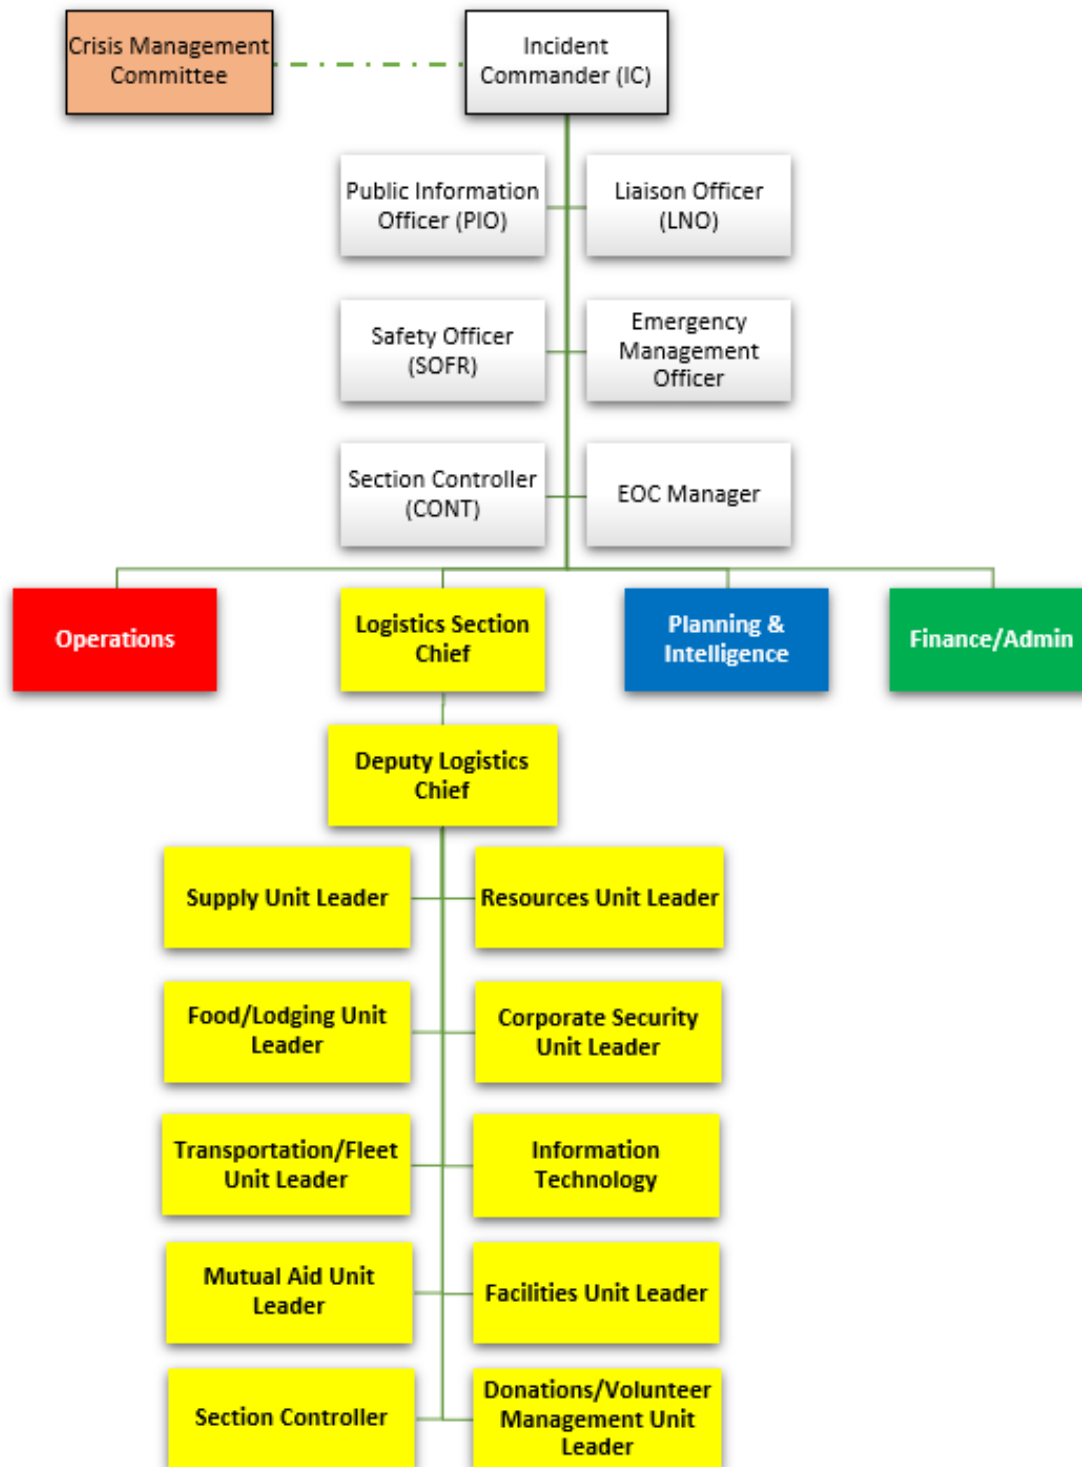 Crisis Management
Committee
Incident
Commander (IC)
Public Information
Officer (PIO)
Liaison Officer
(LNO)
Safety Officer
(SOFR)
Emergency
Management
Officer
Section Controller
(CONT)
EOC Manager
Operations
Logistics Section
Chief
Planning &
Intelligence
Finance/Admin
Deputy Logistics
Chief
Supply Unit Leader
Resources Unit Leader
Food/Lodging Unit
Leader
Corporate Security
Unit Leader
Transportation/Fleet
Unit Leader
Information
Technology
Mutual Aid Unit
Leader
Facilities Unit Leader
Section Controller
Donations/Volunteer
Management Unit
Leader